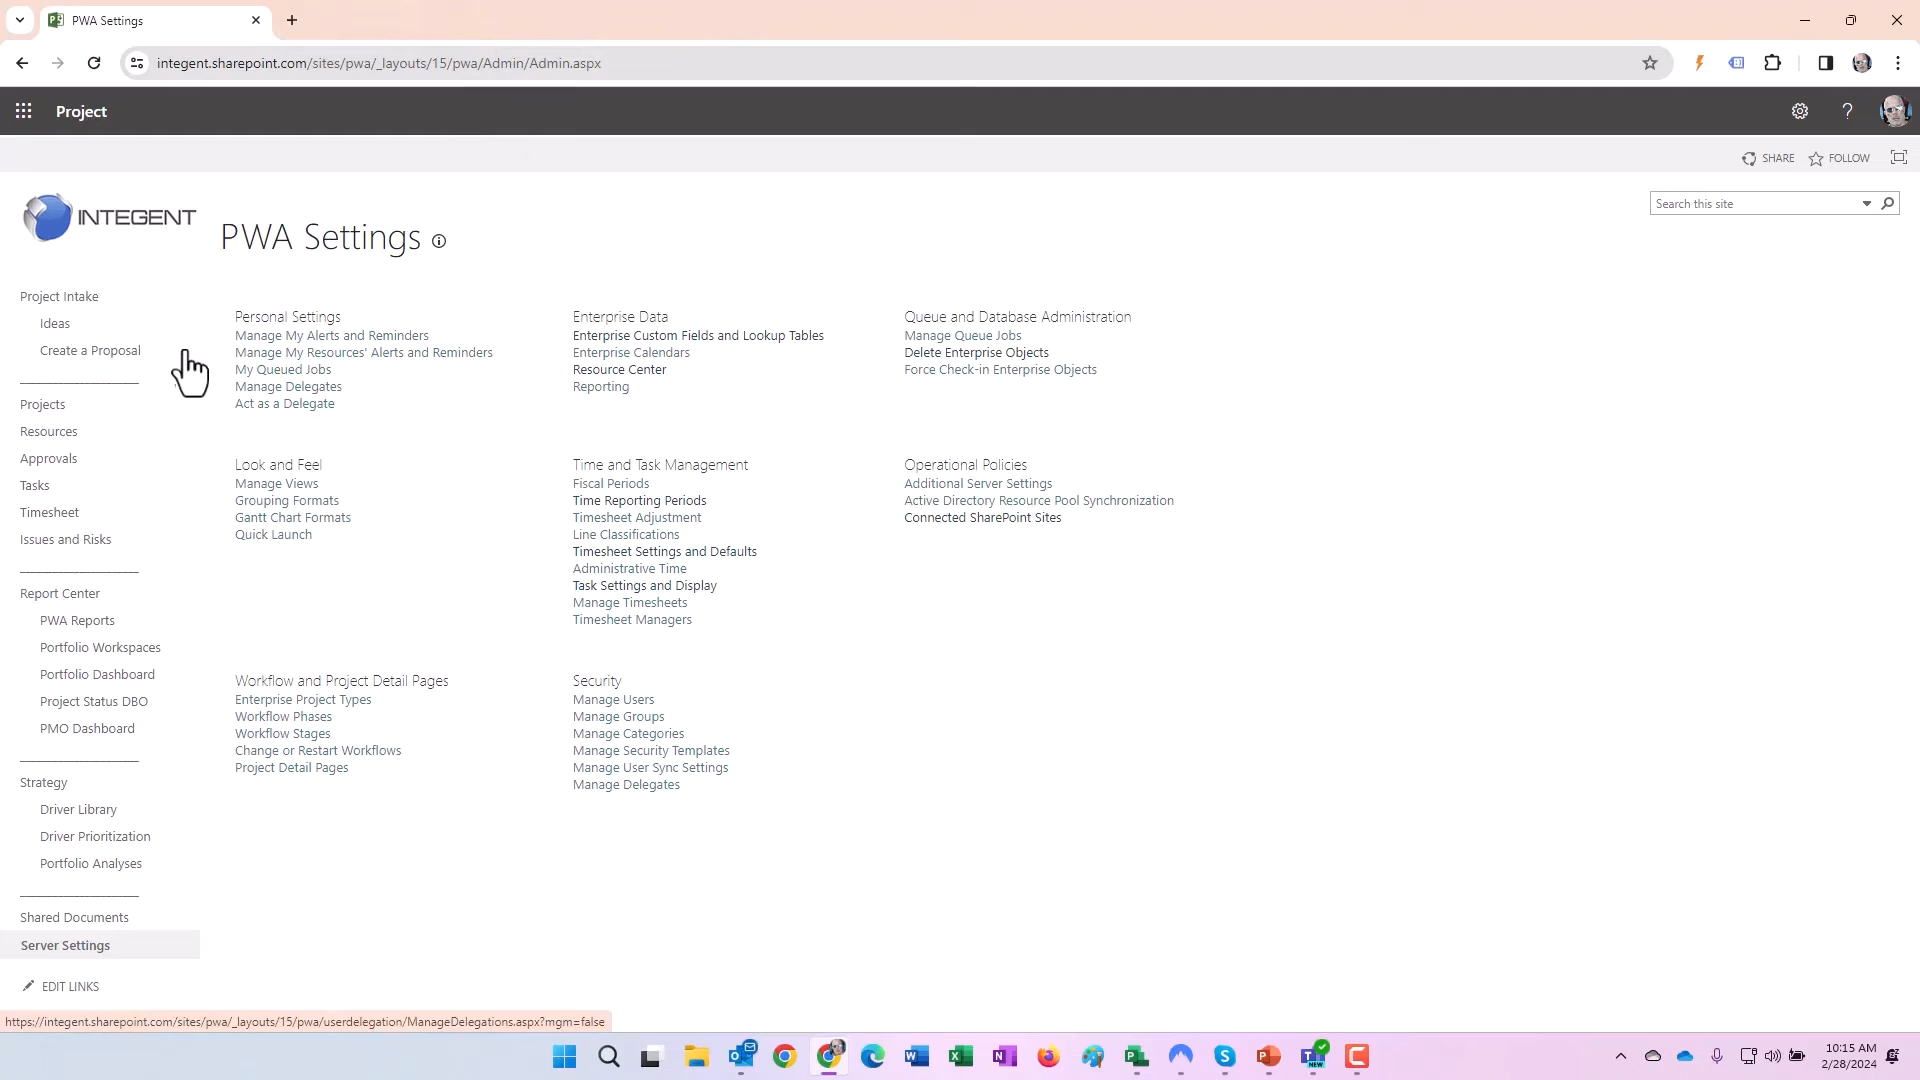 PWA Settings
integent.sharepoint.com/sites/pwa/_layouts/15/pwa/Admin/Admin.aspx
Project
SHARE
FOLLOW
INTEGENT
PWA Settings
Search this site
Project Intake
Ideas
Create a Proposal
Projects
Resources
Approvals
Tasks
Timesheet
Issues and Risks
Report Center
PWA Reports
Portfolio Workspaces
Portfolio Dashboard
Project Status DBO
PMO Dashboard
Strategy
Driver Library
Driver Prioritization
Portfolio Analyses
Shared Documents
Server Settings
EDIT LINKS
Personal Settings
Manage My Alerts and Reminders
Manage My Resources' Alerts and Reminders
My Queued Jobs
Manage Delegates
Act as a Delegate
Enterprise Data
Enterprise Custom Fields and Lookup Tables
Enterprise Calendars
Resource Center
Reporting
Queue and Database Administration
Manage Queue Jobs
Delete Enterprise Objects
Force Check-in Enterprise Objects
Look and Feel
Manage Views
Grouping Formats
Gantt Chart Formats
Quick Launch
Time and Task Management
Fiscal Periods
Time Reporting Periods
Timesheet Adjustment
Line Classifications
Timesheet Settings and Defaults
Administrative Time
Task Settings and Display
Manage Timesheets
Timesheet Managers
Operational Policies
Additional Server Settings
Active Directory Resource Pool Synchronization
Connected SharePoint Sites
Workflow and Project Detail Pages
Enterprise Project Types
Workflow Phases
Workflow Stages
Change or Restart Workflows
Project Detail Pages
Security
Manage Users
Manage Groups
Manage Categories
Manage Security Templates
Manage User Sync Settings
Manage Delegates
https://integent.sharepoint.com/sites/pwa/_layouts/15/pwa/userdelegation/ManageDelegations.aspx?mgm=false
NEW
10:15 AM
2/28/2024